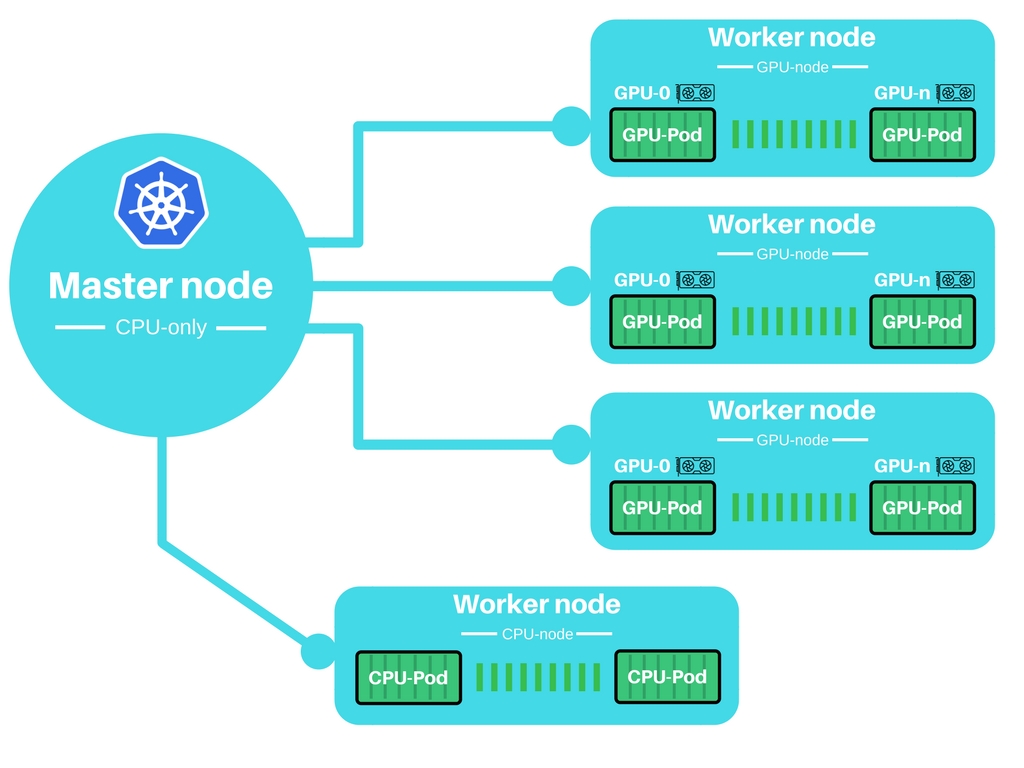 Master node
CPU-only
Worker node
GPU-node
GPU-0 GPU-n
GPU-Pod GPU-Pod
Worker node
GPU-node
GPU-0 GPU-n
GPU-Pod GPU-Pod
Worker node
GPU-node
GPU-0 GPU-n
GPU-Pod GPU-Pod
Worker node
CPU-node
CPU-Pod CPU-Pod